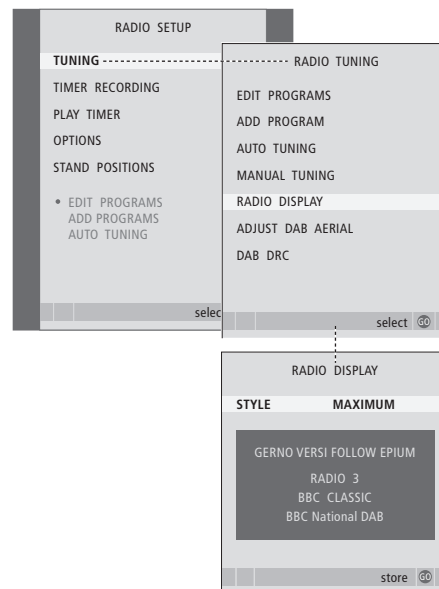 RADIO SETUP
TUNING
TIMER RECORDING
PLAY TIMER
OPTIONS
STAND POSITIONS
• EDIT PROGRAMS
ADD PROGRAMS
AUTO TUNING
selec
RADIO TUNING
EDIT PROGRAMS
ADD PROGRAM
AUTO TUNING
MANUAL TUNING
RADIO DISPLAY
ADJUST DAB AERIAL
DAB DRC
select GO
RADIO DISPLAY
STYLE MAXIMUM
GERNO VERSI FOLLOW EPIUM
RADIO 3
BBC CLASSIC
BBC National DAB
store GO